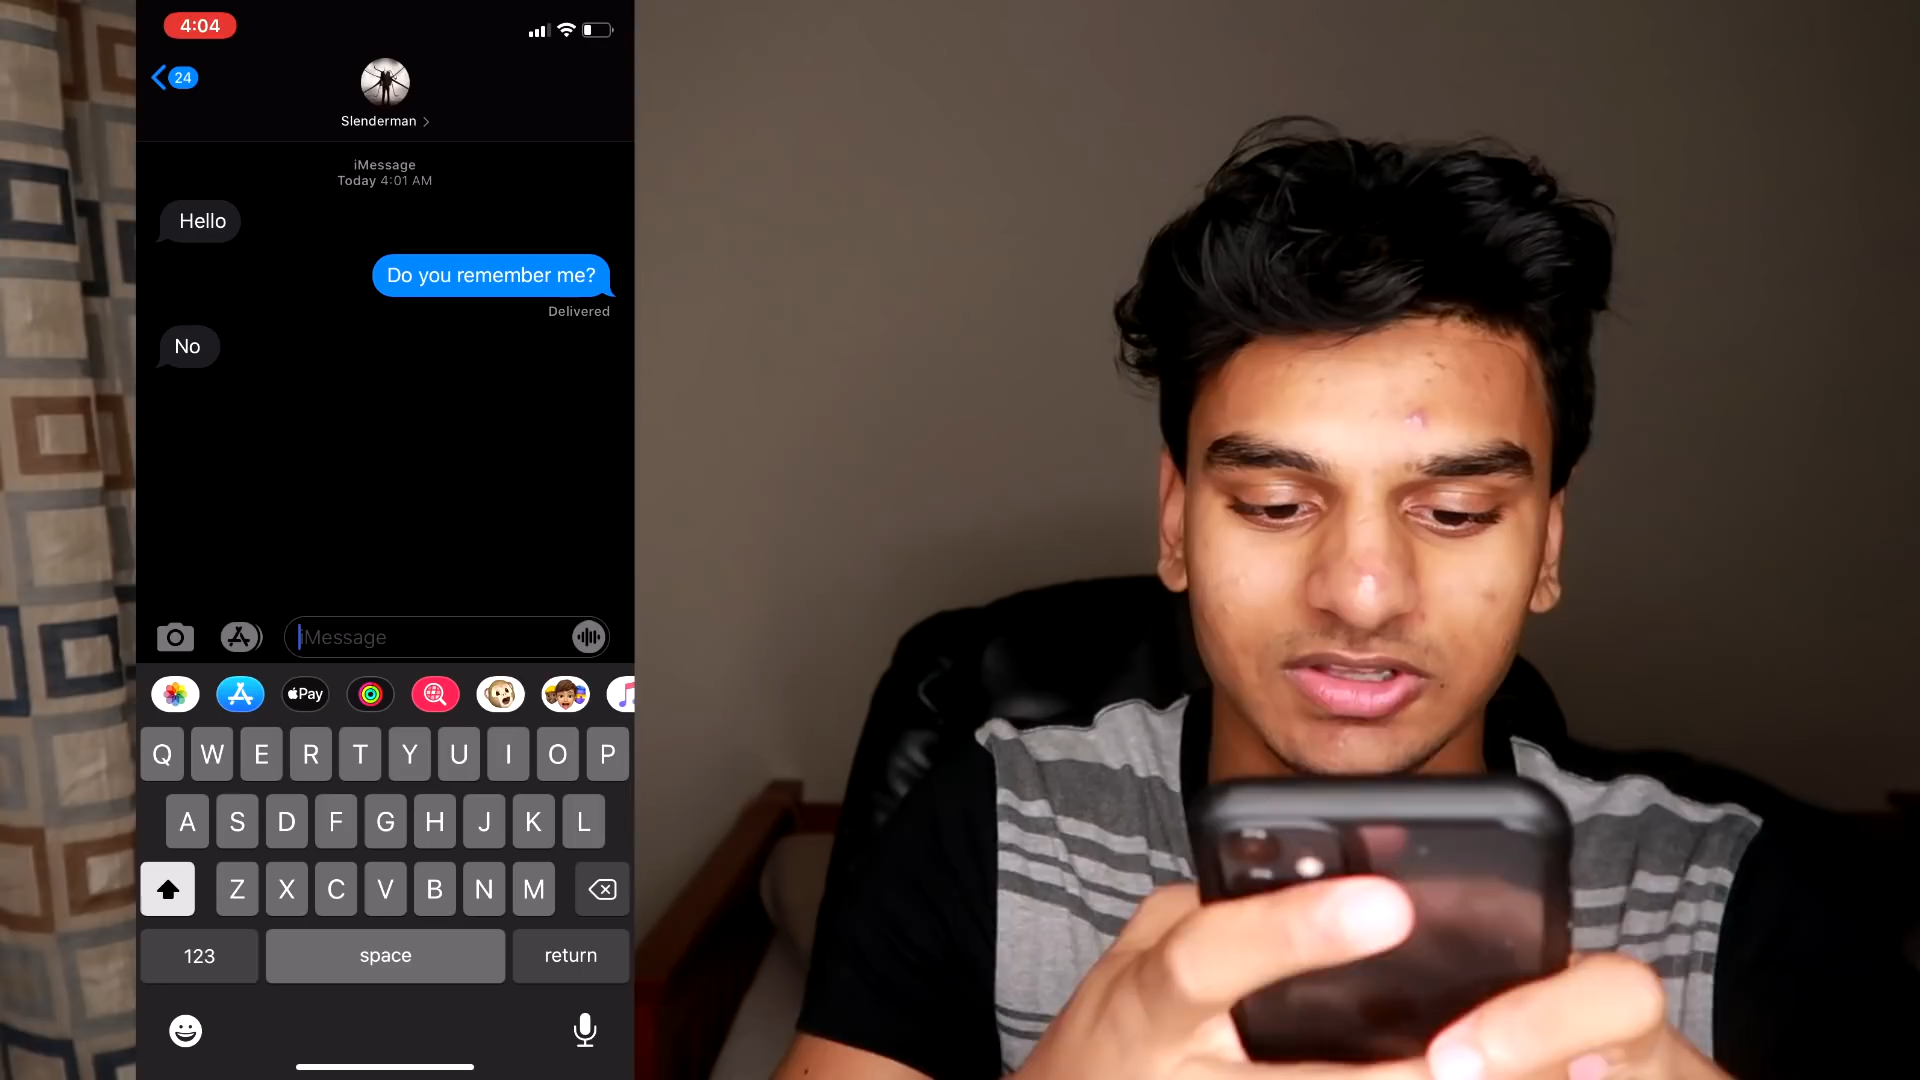 4:04
24
Slenderman
iMessage
Today 4:01 AM
Hello
Do you remember me?
Delivered
No
iMessage
Pay
Q W E R T Y U I O P
A S D F G H J K L
Z X C V B N M
123 space return